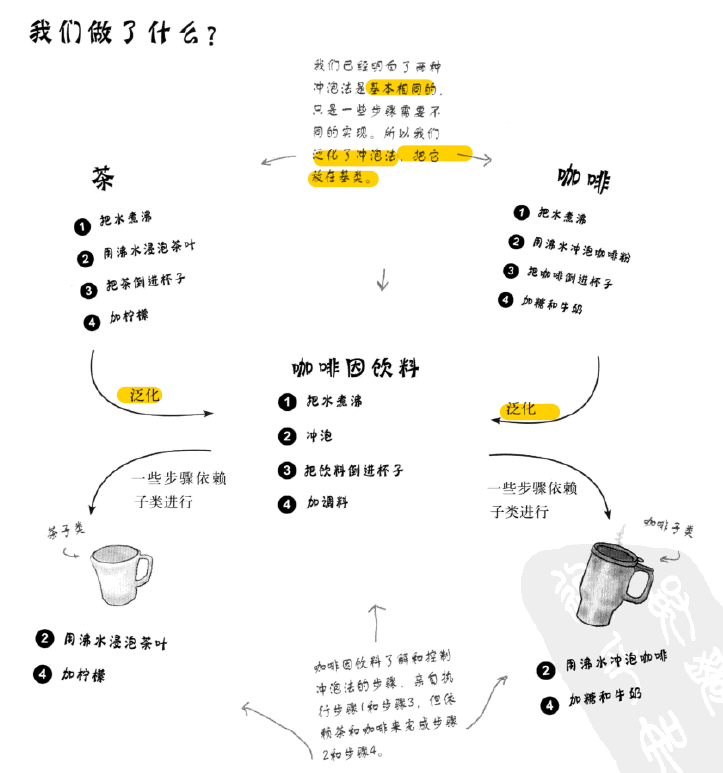 我们做了什么?
我们已经明白了两种
冲泡法是基本相同的，
只是一些步骤需要不
同的实现。所以我们
泛化了冲泡法，把它
放在基类。
茶
1 把水煮沸
2 用沸水浸泡茶叶
3 把茶倒进杯子
4 加柠檬
咖啡
1 把水煮沸
2 用沸水冲泡咖啡粉
3 把咖啡倒进杯子
4 加糖和牛奶
泛化
泛化
咖啡因饮料
1 把水煮沸
2 冲泡
3 把饮料倒进杯子
4 加调料
一些步骤依赖
子类进行
一些步骤依赖
子类进行
茶子类
咖啡子类
2 用沸水浸泡茶叶
4 加柠檬
2 用沸水冲泡咖啡
4 加糖和牛奶
咖啡因饮料了解和控制
冲泡法的步骤，亲自执
行步骤1和步骤3，但依
赖茶和咖啡来完成步骤
2和步骤4。